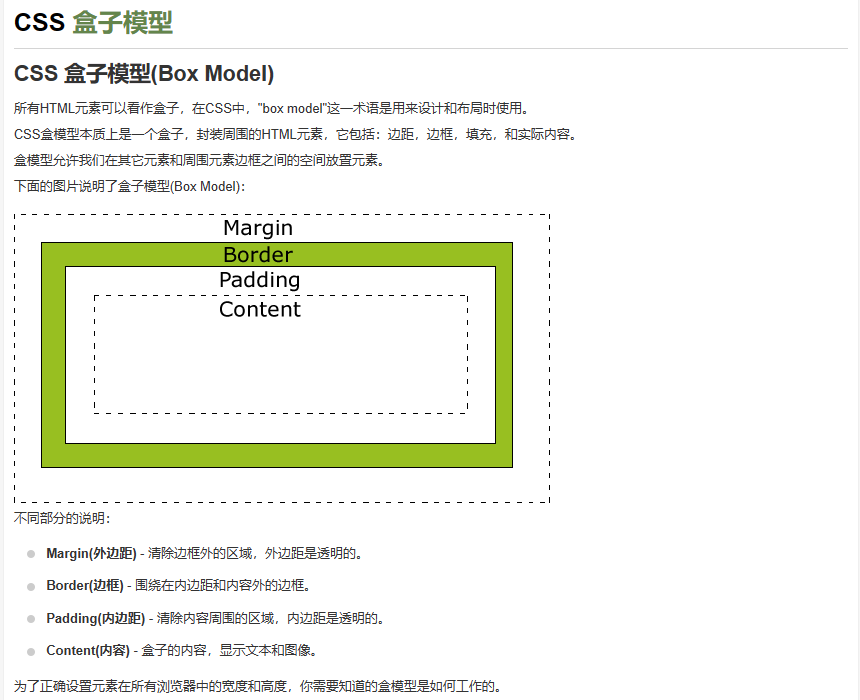 CSS 盒子模型
CSS 盒子模型(Box Model)
所有HTML元素可以看作盒子，在CSS中，"box model"这一术语是用来设计和布局时使用。
CSS盒模型本质上是一个盒子，封装周围的HTML元素，它包括：边距，边框，填充，和实际内容。
盒模型允许我们在其它元素和周围元素边框之间的空间放置元素。
下面的图片说明了盒子模型(Box Model)：
Margin
Border
Padding
Content
不同部分的说明：
Margin(外边距) - 清除边框外的区域，外边距是透明的。
Border(边框) - 围绕在内边距和内容外的边框。
Padding(内边距) - 清除内容周围的区域，内边距是透明的。
Content(内容) - 盒子的内容，显示文本和图像。
为了正确设置元素在所有浏览器中的宽度和高度，你需要知道的盒模型是如何工作的。